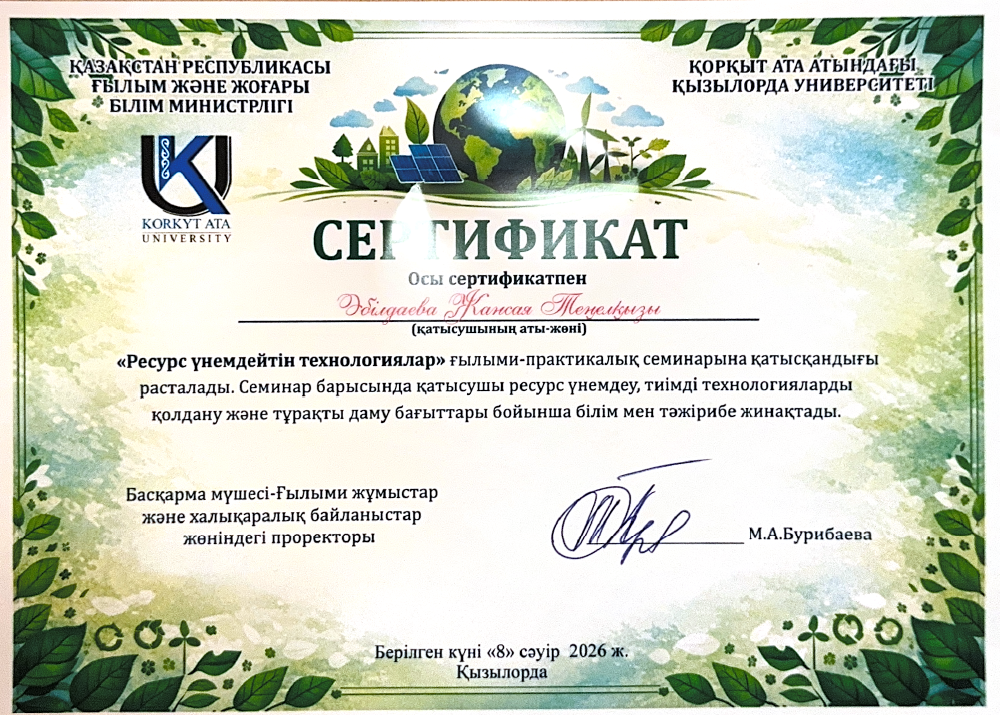 ҚАЗАҚСТАН РЕСПУБЛИКАСЫ
ҒЫЛЫМ ЖӘНЕ ЖОҒАРЫ
БІЛІМ МИНИСТРЛІГІ
ҚОРҚЫТ АТА АТЫНДАҒЫ
ҚЫЗЫЛОРДА УНИВЕРСИТЕТІ
KORKYT ATA
UNIVERSITY
СЕРТИФИКАТ
Осы сертификатпен
Әбілдаева Жансая Теңелқызы
(қатысушының аты-жөні)
«Ресурс үнемдейтін технологиялар» ғылыми-практикалық семинарына қатысқандығы
расталады. Семинар барысында қатысушы ресурс үнемдеу, тиімді технологияларды
қолдану және тұрақты даму бағыттары бойынша білім мен тәжірибе жинақтады.
Басқарма мүшесі-Ғылыми жұмыстар
және халықаралық байланыстар
жөніндегі проректоры
М.А.Бурибаева
Берілген күні «8» сәуір 2026 ж.
Қызылорда